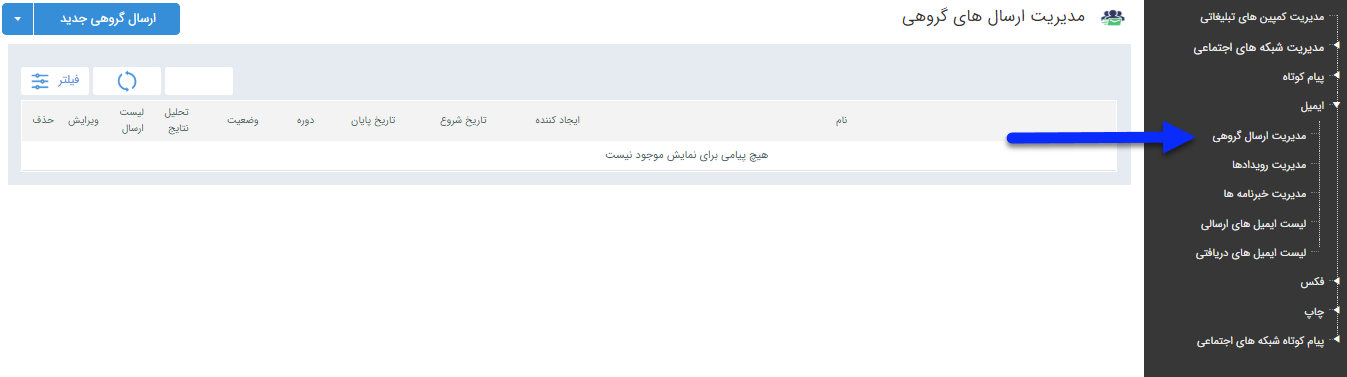 مدیریت کمپین های تبلیغاتی
مدیریت شبکه های اجتماعی
پیام کوتاه
ایمیل
مدیریت ارسال گروهی
مدیریت رویدادها
مدیریت خبرنامه ها
لیست ایمیل های ارسالی
لیست ایمیل های دریافتی
فکس
چاپ
پیام کوتاه شبکه های اجتماعی
مدیریت ارسال های گروهی
ارسال گروهی جدید
فیلتر
نام
ایجاد کننده
تاریخ شروع
تاریخ پایان
دوره
وضعیت
تحلیل
نتایج
لیست
ارسال
ویرایش
حذف
هیچ پیامی برای نمایش موجود نیست